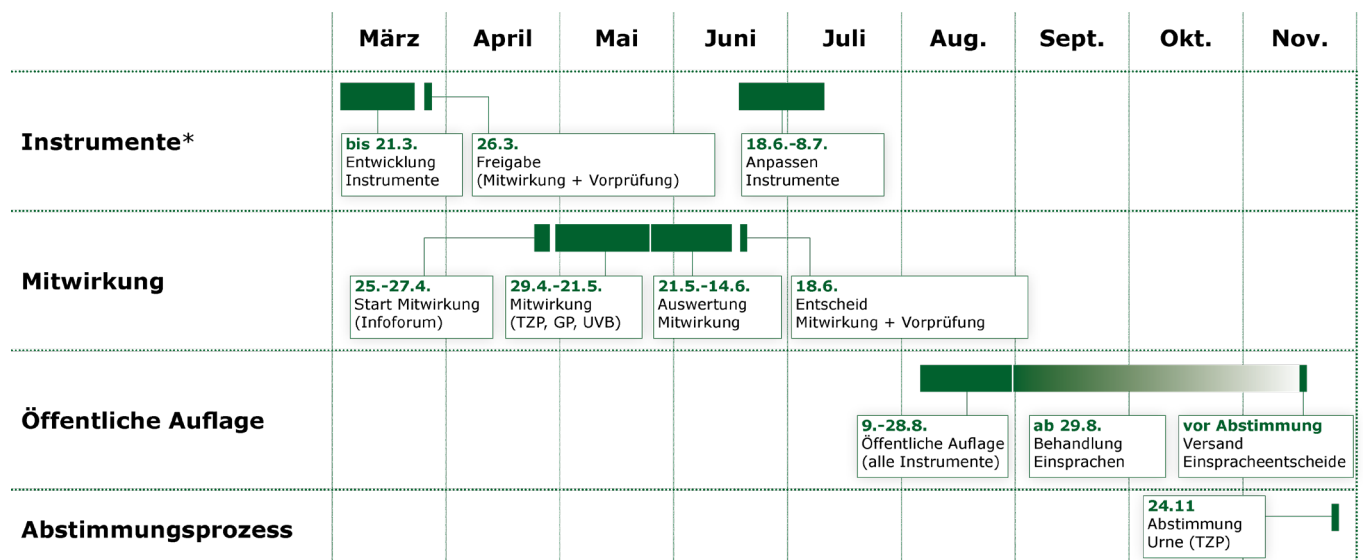 März April Mai Juni Juli Aug. Sept. Okt. Nov.
Instrumente*
bis 21.3.
Entwicklung
Instrumente
26.3.
Freigabe
(Mitwirkung + Vorprüfung)
18.6.-8.7.
Anpassen
Instrumente
Mitwirkung
25.-27.4.
Start Mitwirkung
(Infoforum)
29.4.-21.5.
Mitwirkung
(TZP, GP, UVB)
21.5.-14.6.
Auswertung
Mitwirkung
18.6.
Entscheid
Mitwirkung + Vorprüfung
Öffentliche Auflage
9.-28.8.
Öffentliche Auflage
(alle Instrumente)
ab 29.8.
Behandlung
Einsprachen
vor Abstimmung
Versand
Einspracheentscheide
Abstimmungsprozess
24.11
Abstimmung
Urne (TZP)